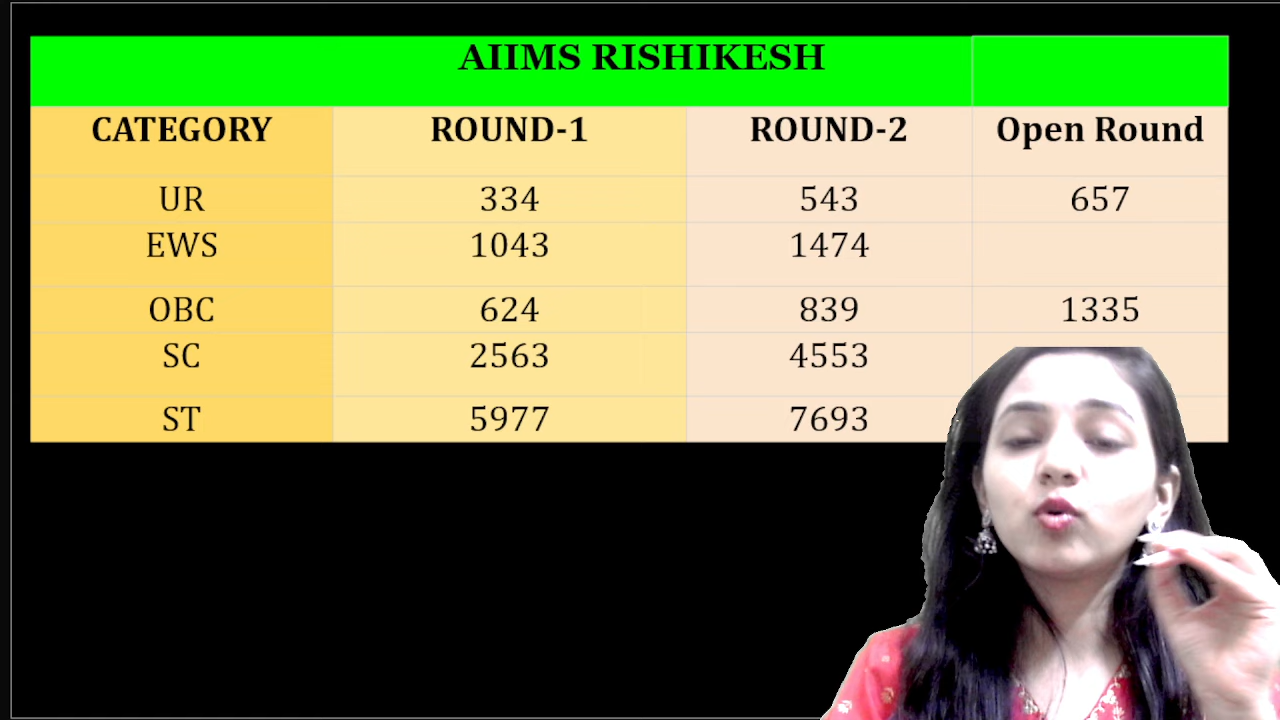 AIIMS RISHIKESH
CATEGORY ROUND-1 ROUND-2 Open Round
UR 334 543 657
EWS 1043 1474
OBC 624 839 1335
SC 2563 4553
ST 5977 7693